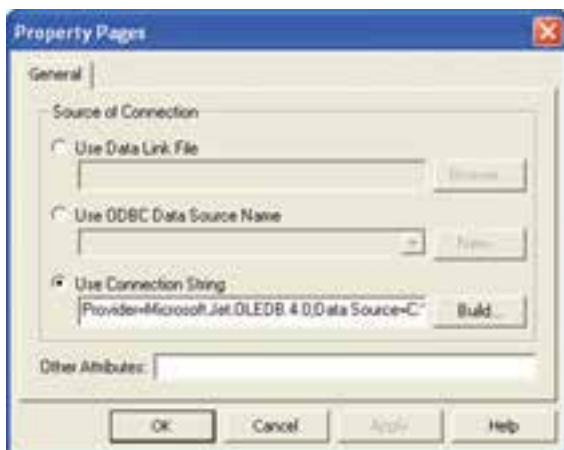 Property Pages
General
Source of Connection
Use Data Link File
Browse...
Use ODBC Data Source Name
New...
Use Connection String
Provider=Microsoft.Jet.OLEDB.4.0;Data Source=C:\
Build...
Other Attributes:
OK
Cancel
Apply
Help